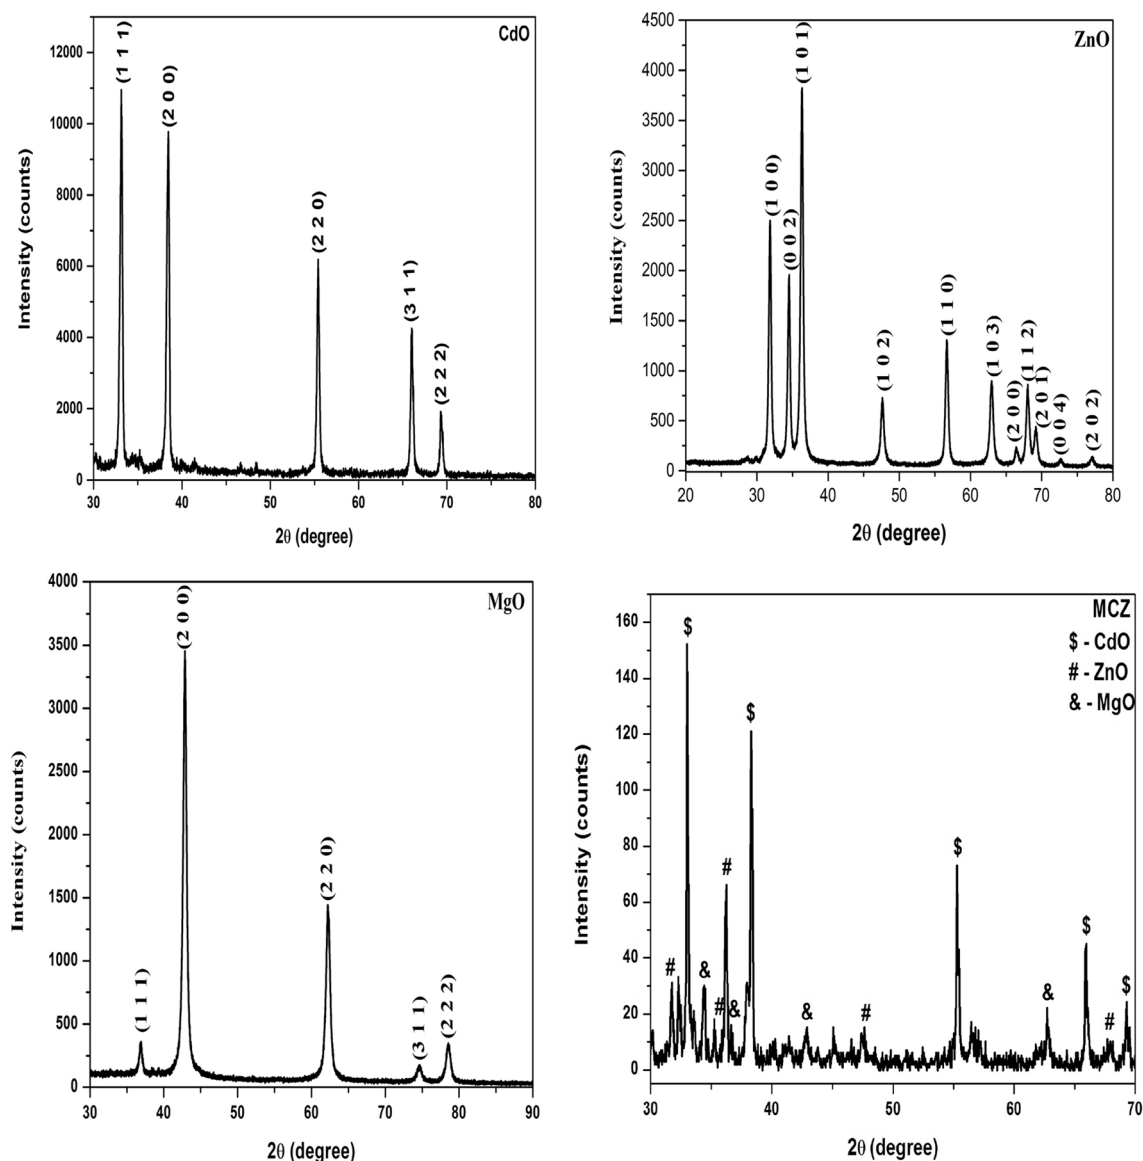 CdO
(1 1 1)
(2 0 0)
(2 2 0)
(3 1 1)
(2 2 2)
12000
10000
8000
6000
4000
2000
0
Intensity (counts)
30 40 50 60 70 80
2θ (degree)
ZnO
(1 0 0)
(0 0 2)
(1 0 1)
(1 0 2)
(1 1 0)
(1 0 3)
(2 0 0)
(1 1 2)
(2 0 1)
(0 0 4)
(2 0 2)
4500
4000
3500
3000
2500
2000
1500
1000
500
0
Intensity (counts)
20 30 40 50 60 70 80
2θ (degree)
MgO
(1 1 1)
(2 0 0)
(2 2 0)
(3 1 1)
(2 2 2)
4000
3500
3000
2500
2000
1500
1000
500
0
Intensity (counts)
30 40 50 60 70 80 90
2θ (degree)
MCZ
$ - CdO
# - ZnO
& - MgO
#
$
&
#
#
&
$
&
#
$
&
$
#
$
160
140
120
100
80
60
40
20
0
Intensity (counts)
30 40 50 60 70
2θ (degree)